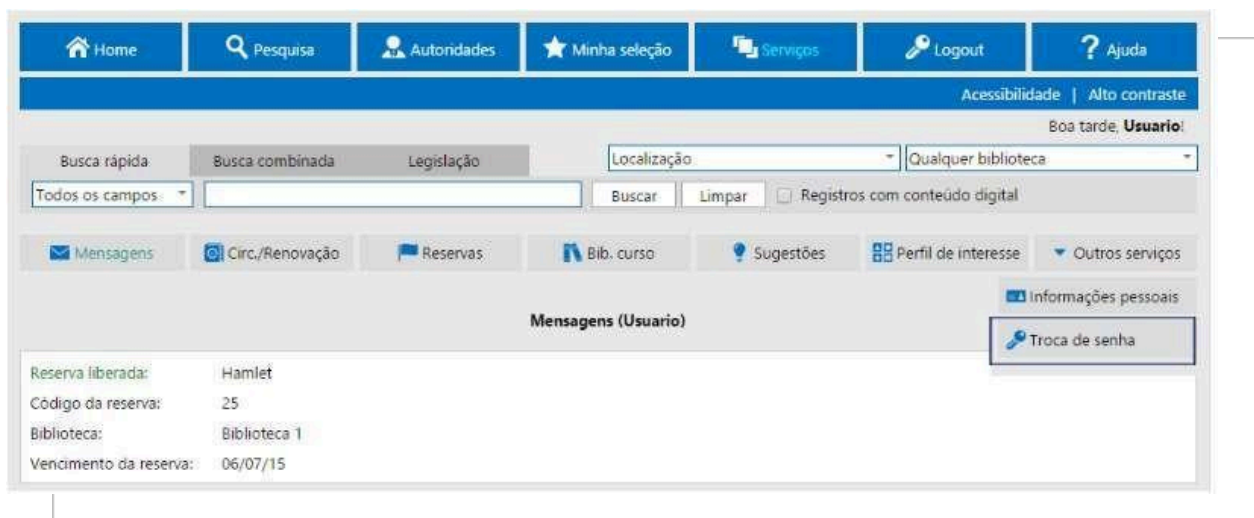 Home Pesquisa Autoridades Minha seleção Serviços Logout ? Ajuda
Acessibilidade | Alto contraste
Boa tarde, Usuario!
Busca rápida Busca combinada Legislação Localização Qualquer biblioteca
Todos os campos Buscar Limpar Registros com conteúdo digital
Mensagens Circ./Renovação Reservas Bib. curso Sugestões Perfil de interesse Outros serviços
Informações pessoais
Mensagens (Usuario)
Troca de senha
Reserva liberada: Hamlet
Código da reserva: 25
Biblioteca: Biblioteca 1
Vencimento da reserva: 06/07/15